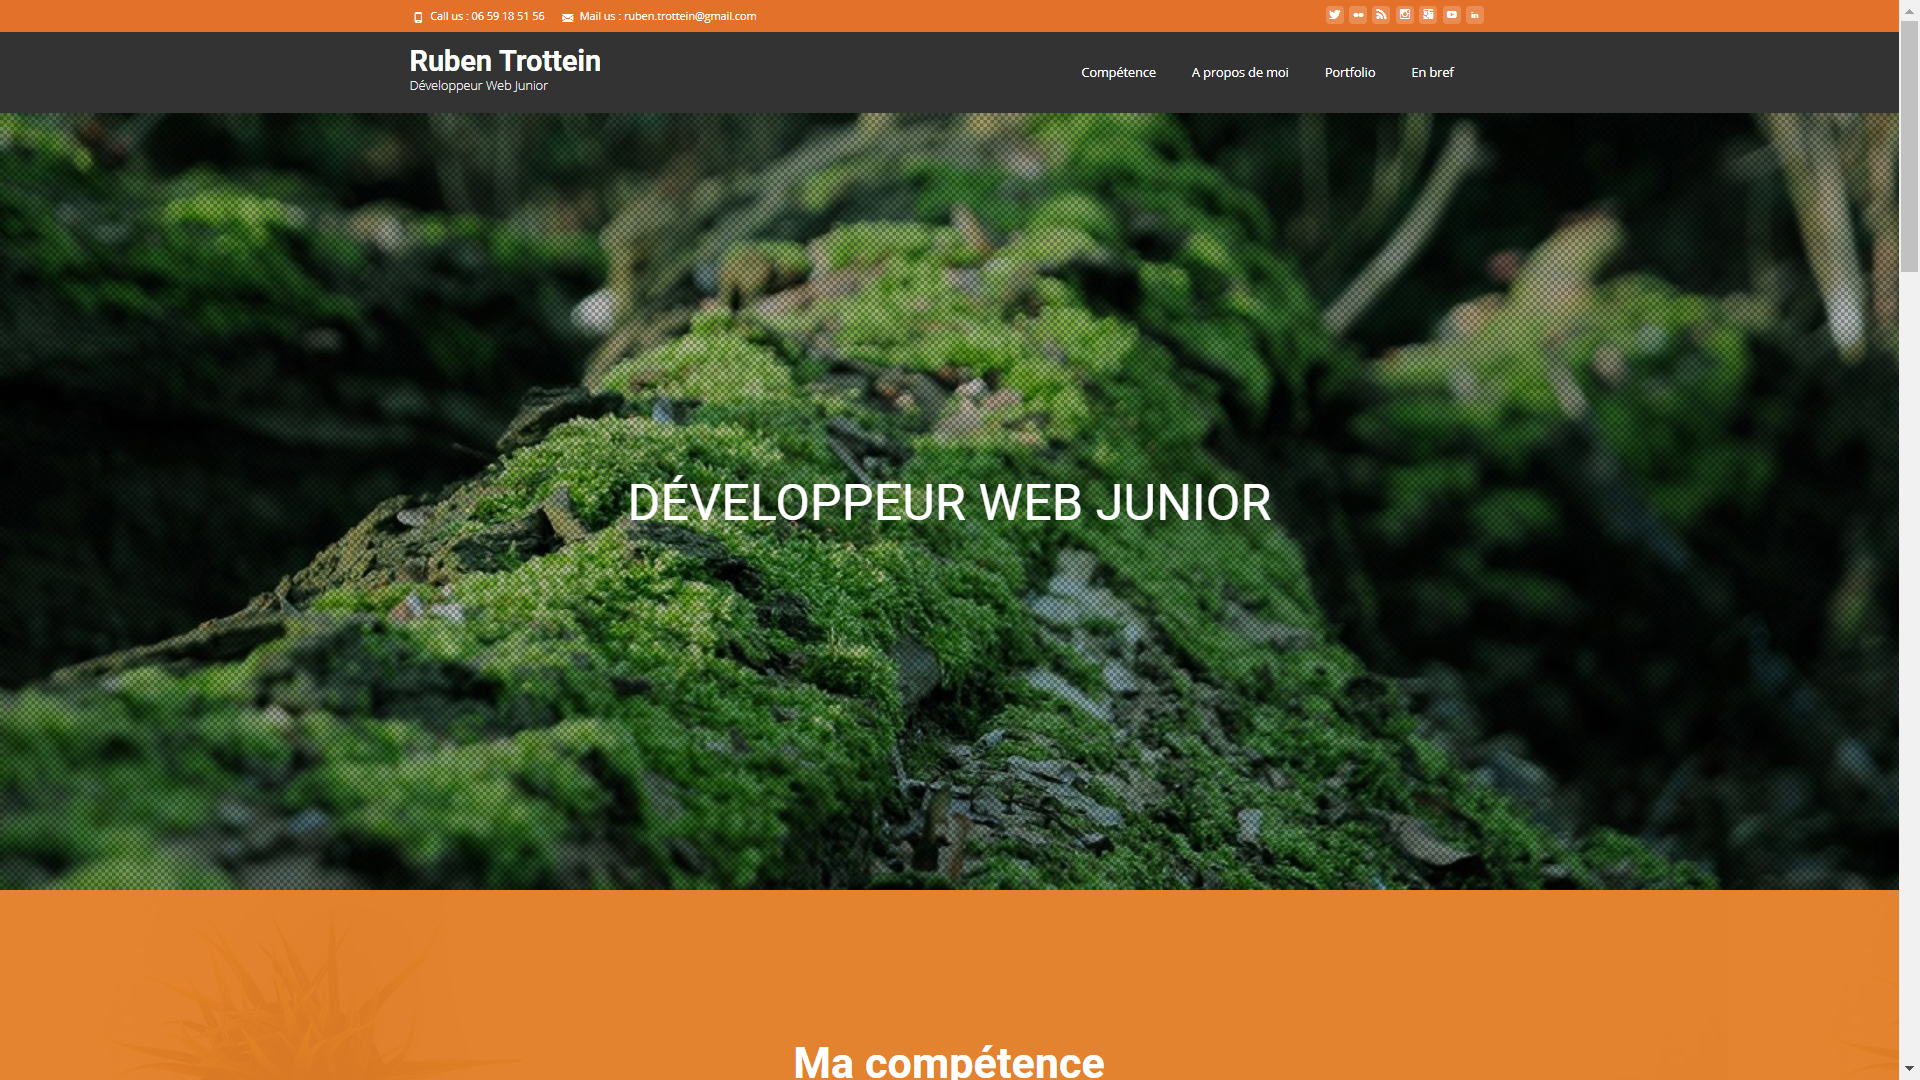 Call us : 06 59 18 51 56 Mail us : ruben.trottein@gmail.com
Ruben Trottein
Développeur Web Junior
Compétence A propos de moi Portfolio En bref
DÉVELOPPEUR WEB JUNIOR
Ma compétence